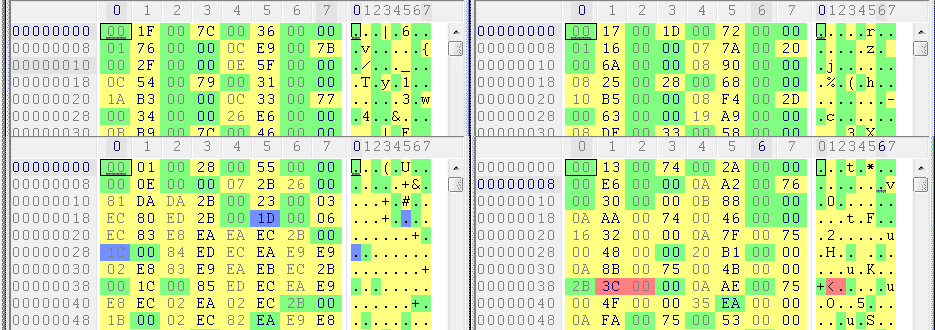 0 1 2 3 4 5 6 7 01234567
00000000 00 1F 00 7C 00 36 00 00 ...|.6..
00000008 01 76 00 00 0C E9 00 7B .v.....{
00000010 00 2F 00 00 0E 5F 00 00 ./..._..
00000018 0C 54 00 79 00 31 00 00 .T.y.1..
00000020 1A B3 00 00 0C 33 00 77 .....3.w
00000028 00 34 00 00 26 E6 00 00 .4..&...
00000030 0B B9 00 7C 00 46 00 00 ...|.F..
0 1 2 3 4 5 6 7 01234567
00000000 00 17 00 1D 00 72 00 00 .....r..
00000008 01 16 00 00 07 7A 00 20 .....z.
00000010 00 6A 00 00 08 90 00 00 .j......
00000018 08 25 00 28 00 68 00 00 .%.(.h..
00000020 10 B5 00 00 08 F4 00 2D .......-
00000028 00 63 00 00 19 A9 00 00 .c......
00000030 08 DF 00 33 00 58 00 00 ...3.X..
0 1 2 3 4 5 6 7 01234567
00000000 00 01 00 28 00 55 00 00 ...(.U..
00000008 00 0E 00 00 07 2B 26 00 .....+&.
00000010 81 DA DA 2B 00 23 00 03 ...+.#..
00000018 EC 80 ED 2B 00 1D 00 06 ...+....
00000020 EC 83 E8 EA EA EC 2B 00 ......+.
00000028 1C 00 84 ED EC EA E9 E9 ........
00000030 02 E8 83 E9 EA EB EC 2B .......+
00000038 00 1C 00 85 ED EC EA E9 ........
00000040 E8 EC 02 EA EC 2B 00 ......+.
00000048 1B 00 02 EC 82 EA E9 E8 ........
0 1 2 3 4 5 6 7 01234567
00000000 00 13 00 74 00 2A 00 00 ...t.*..
00000008 00 E6 00 00 0A A2 00 76 .......v
00000010 00 30 00 00 0B 88 00 00 .0......
00000018 0A AA 00 74 00 46 00 00 ...t.F..
00000020 16 32 00 00 0A 7F 00 75 .2.....u
00000028 00 48 00 00 20 B1 00 00 .H.. ...
00000030 0A 8B 00 75 00 4B 00 00 ...u.K..
00000038 2B 3C 00 00 0A AE 00 75 +<.....u
00000040 00 4F 00 00 35 EA 00 00 .O..5...
00000048 0A FA 00 75 00 53 00 00 ...u.S..